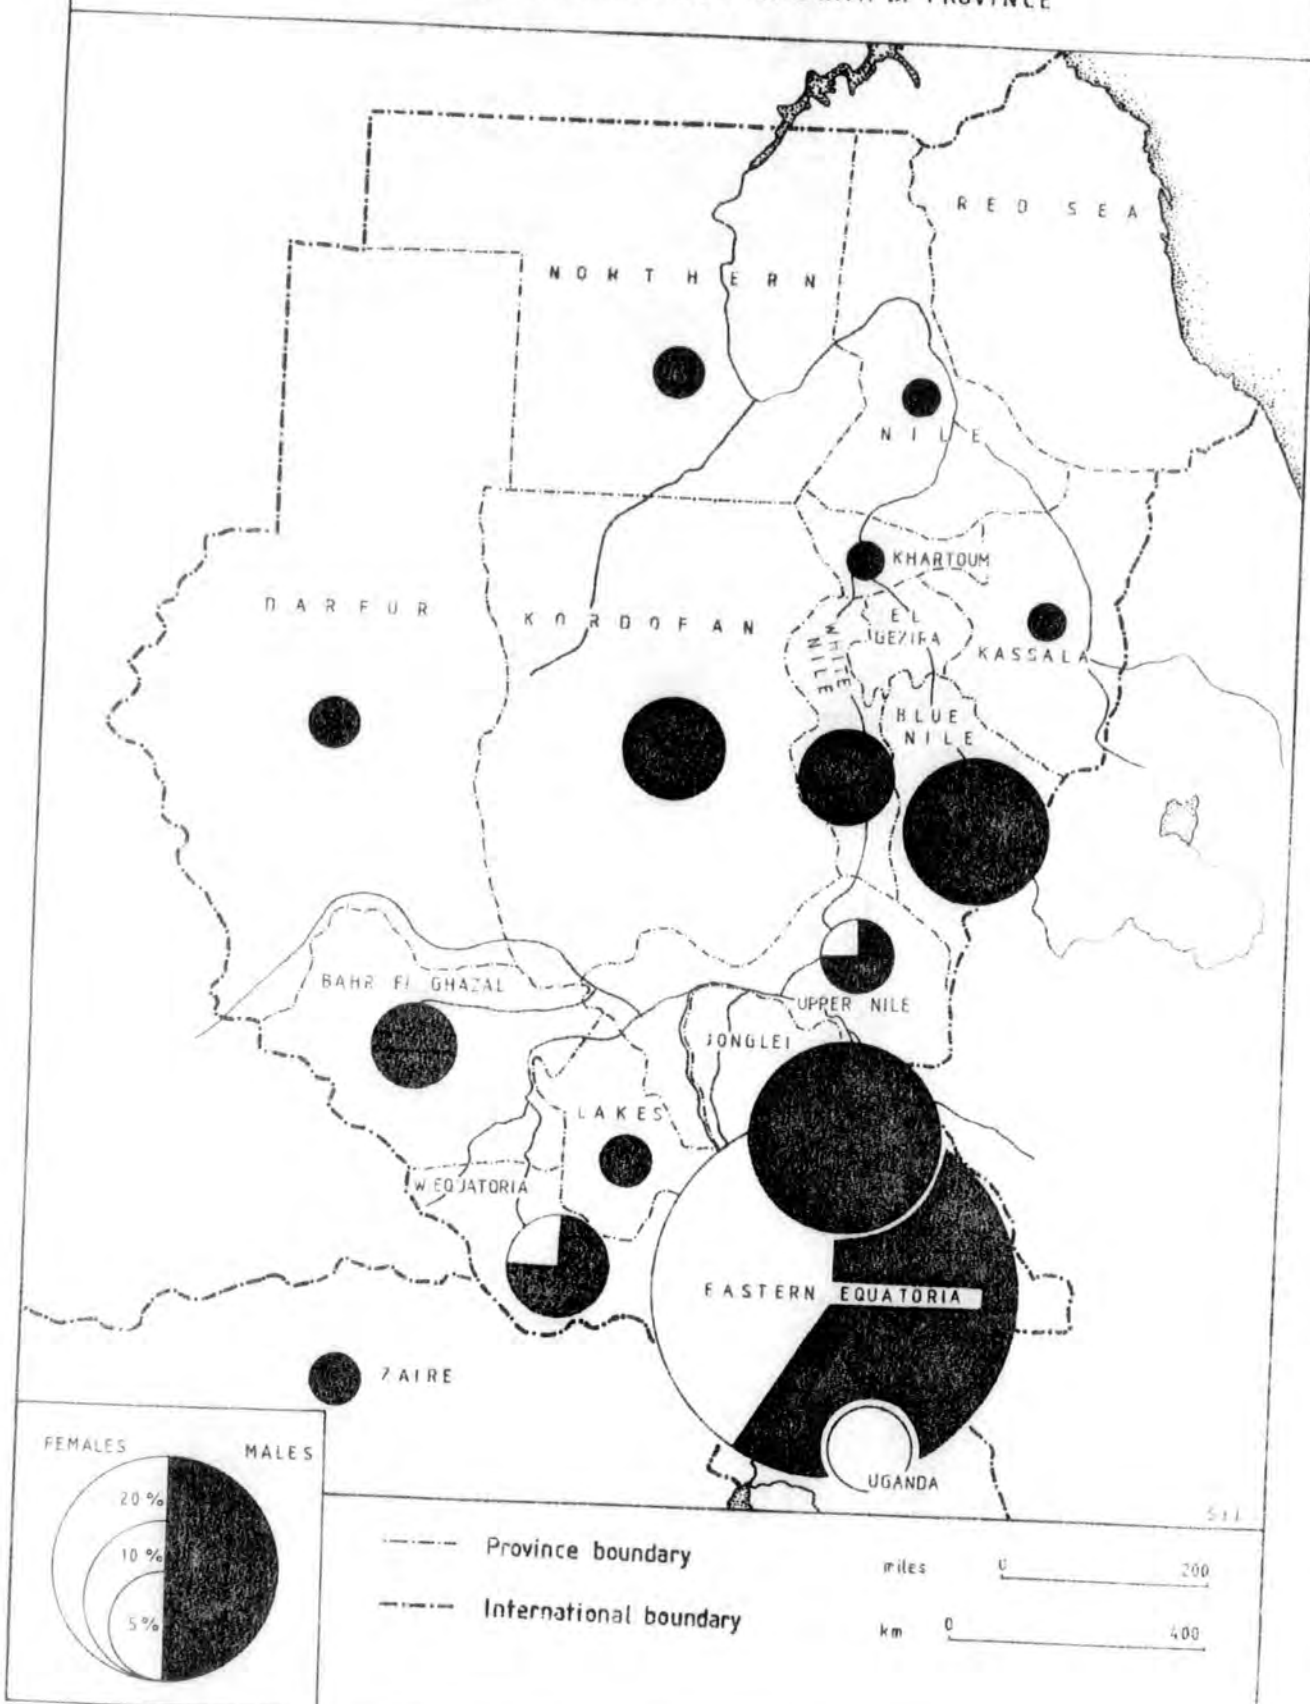 PROVINCE
RED SEA
NORTHERN
NILE
KHARTOUM
DARFUR
KORDOFAN
EL
GEZIRA
WHITE
NILE
KASSALA
BLUE
NILE
BAHR EL GHAZAL
UPPER NILE
JONGLEI
LAKES
W.EQUATORIA
EASTERN EQUATORIA
ZAIRE
UGANDA
FEMALES
MALES
20 %
10 %
5 %
Province boundary
International boundary
miles 0 200
km 0 400